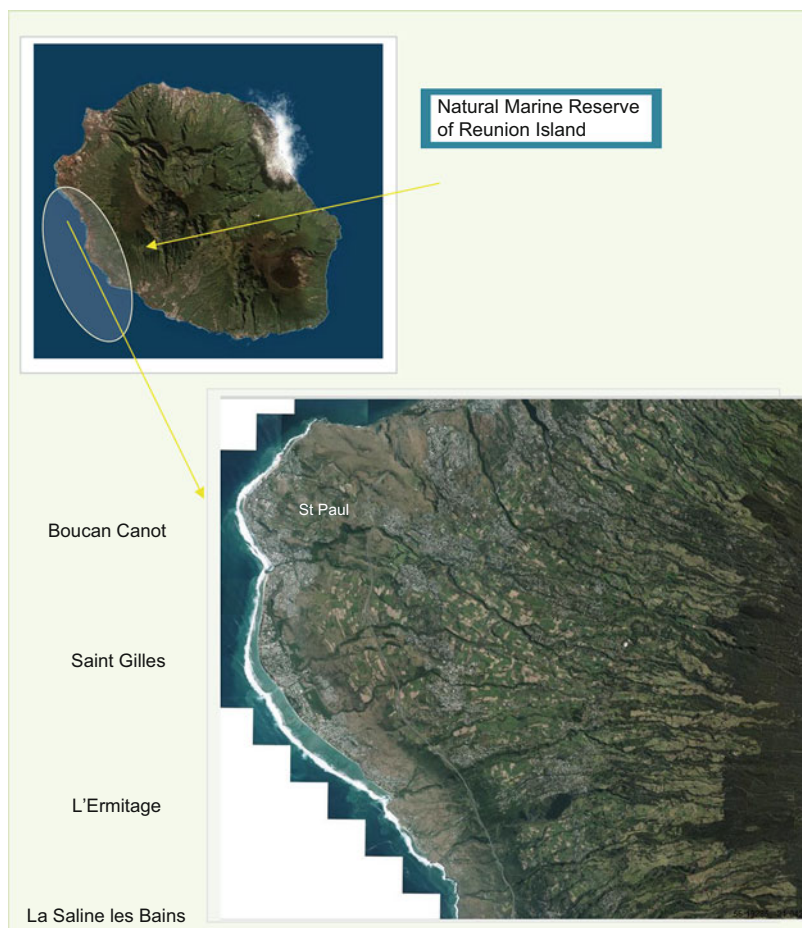 Natural Marine Reserve
of Reunion Island
St Paul
Boucan Canot
Saint Gilles
L'Ermitage
La Saline les Bains